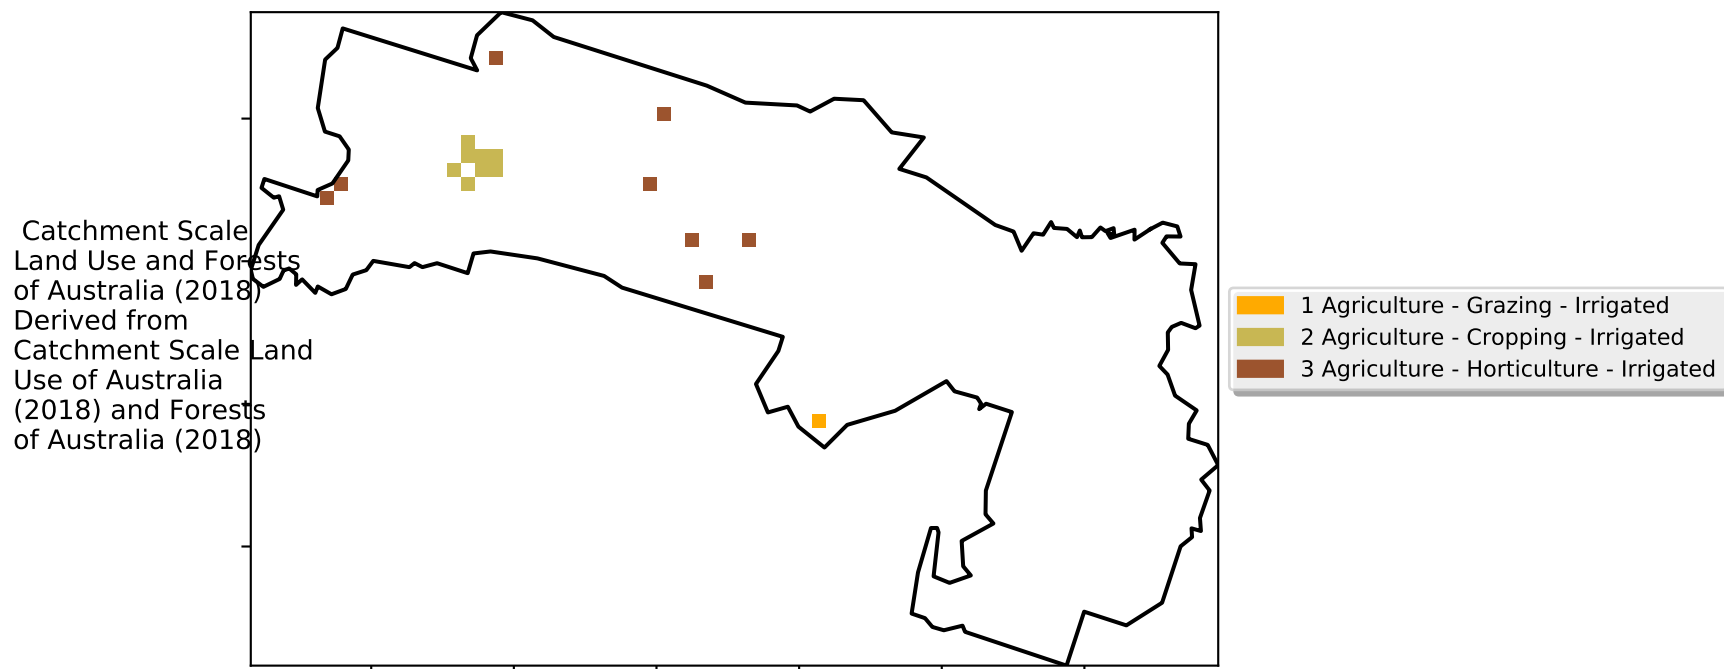 Catchment Scale
Land Use and Forests
of Australia (2018)
Derived from
Catchment Scale Land
Use of Australia
(2018) and Forests
of Australia (2018)
1 Agriculture - Grazing - Irrigated
2 Agriculture - Cropping - Irrigated
3 Agriculture - Horticulture - Irrigated